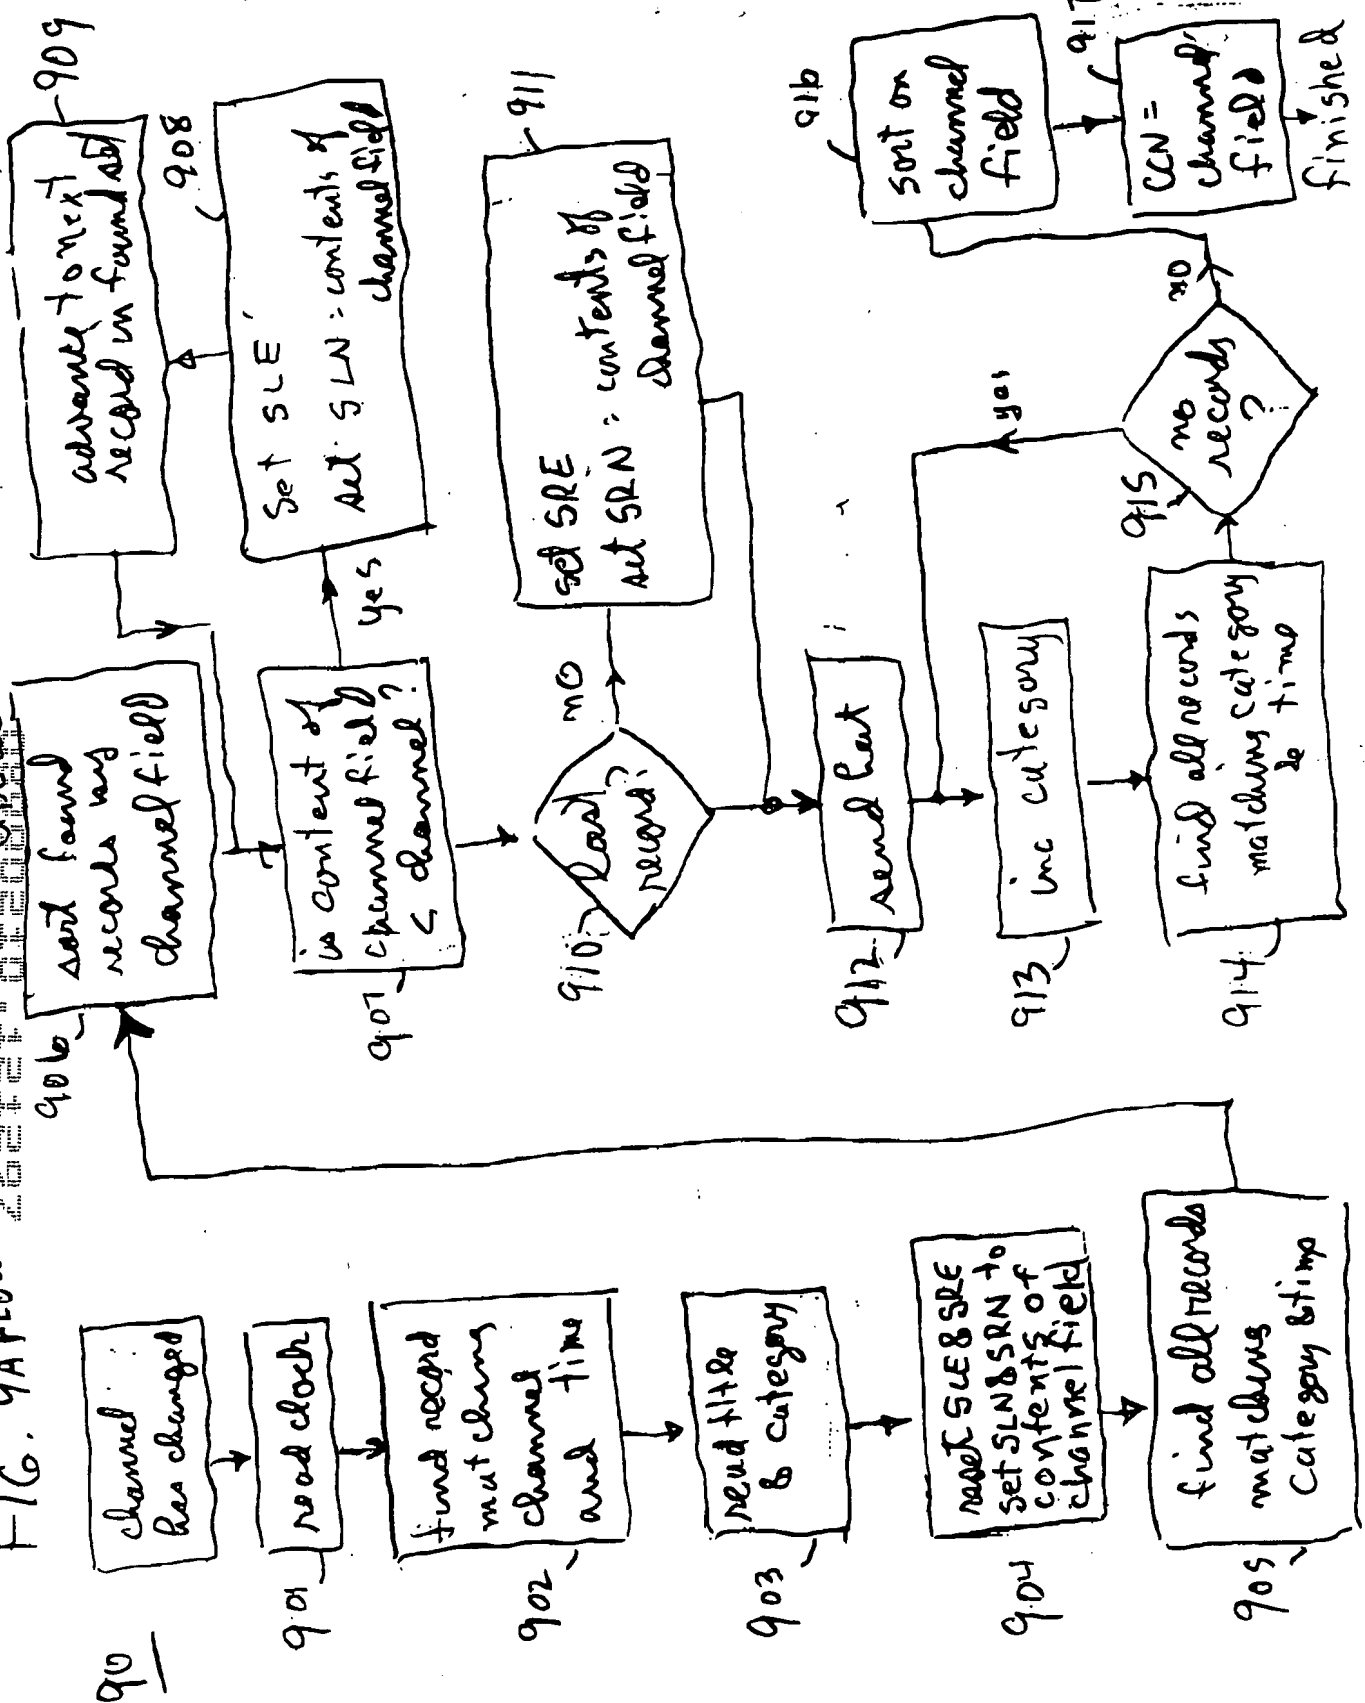 FIG. 9A FLOW
90
channel
has changed
901
read clock
902
find record
matching
channel
and time
903
read title
& category
904
reset SLE & SRE
set SLN & SRN to
contents of
channel field
905
find all records
matching
category & time
906
sort found
records by
channel field
907
is content of
channel field
< channel ?
yes
908
Set SLE
set SLN = contents of
channel field
909
advance to next
record in found set
910
last
record?
no
911
set SRE
set SRN = contents of
channel field
912
send hat
913
inc category
914
find all records
matching category
& time
915
no
records
?
yes
no
916
sort on
channel
field
917
CCN =
channel
field
finished